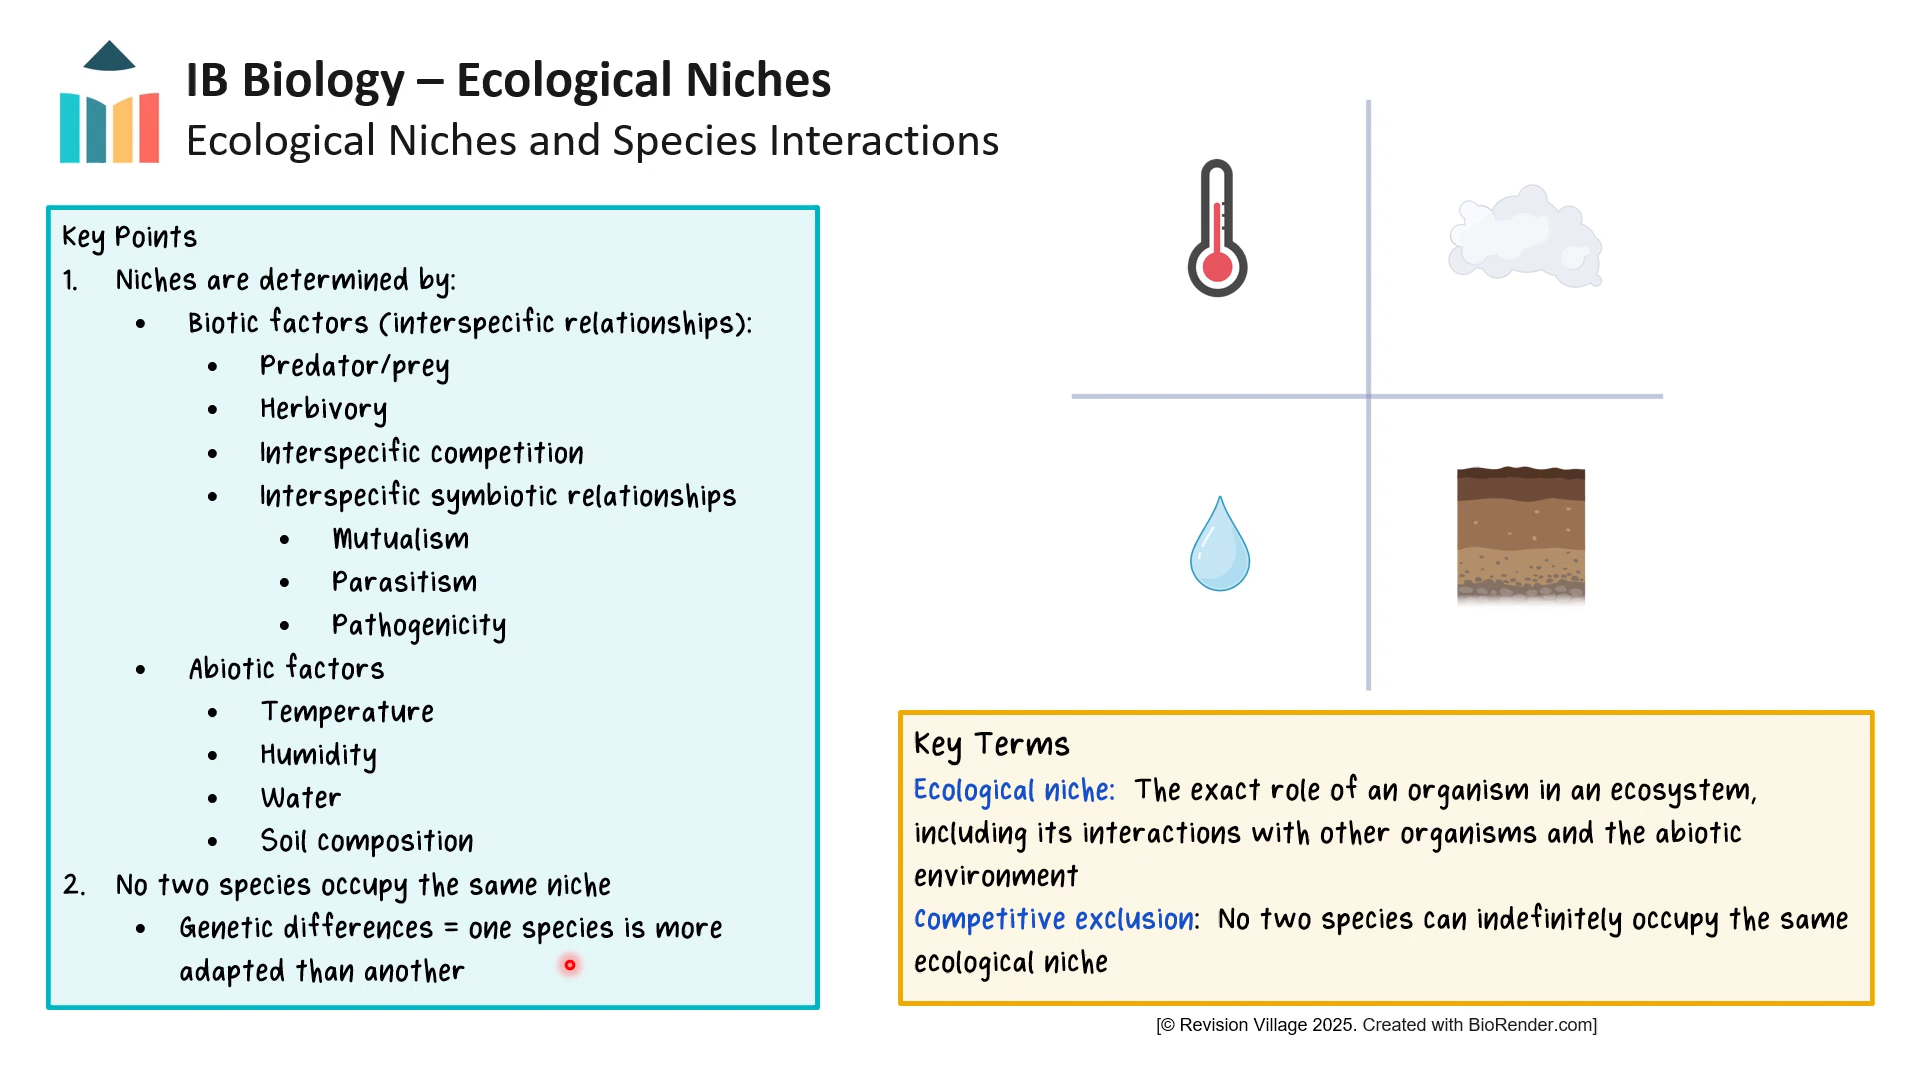 IB Biology – Ecological Niches
Ecological Niches and Species Interactions
Key Points
1. Niches are determined by:
• Biotic factors (interspecific relationships):
• Predator/prey
• Herbivory
• Interspecific competition
• Interspecific symbiotic relationships
• Mutualism
• Parasitism
• Pathogenicity
• Abiotic factors
• Temperature
• Humidity
• Water
• Soil composition
2. No two species occupy the same niche
• Genetic differences = one species is more
adapted than another
Key Terms
Ecological niche: The exact role of an organism in an ecosystem,
including its interactions with other organisms and the abiotic
environment
Competitive exclusion: No two species can indefinitely occupy the same
ecological niche
[© Revision Village 2025. Created with BioRender.com]